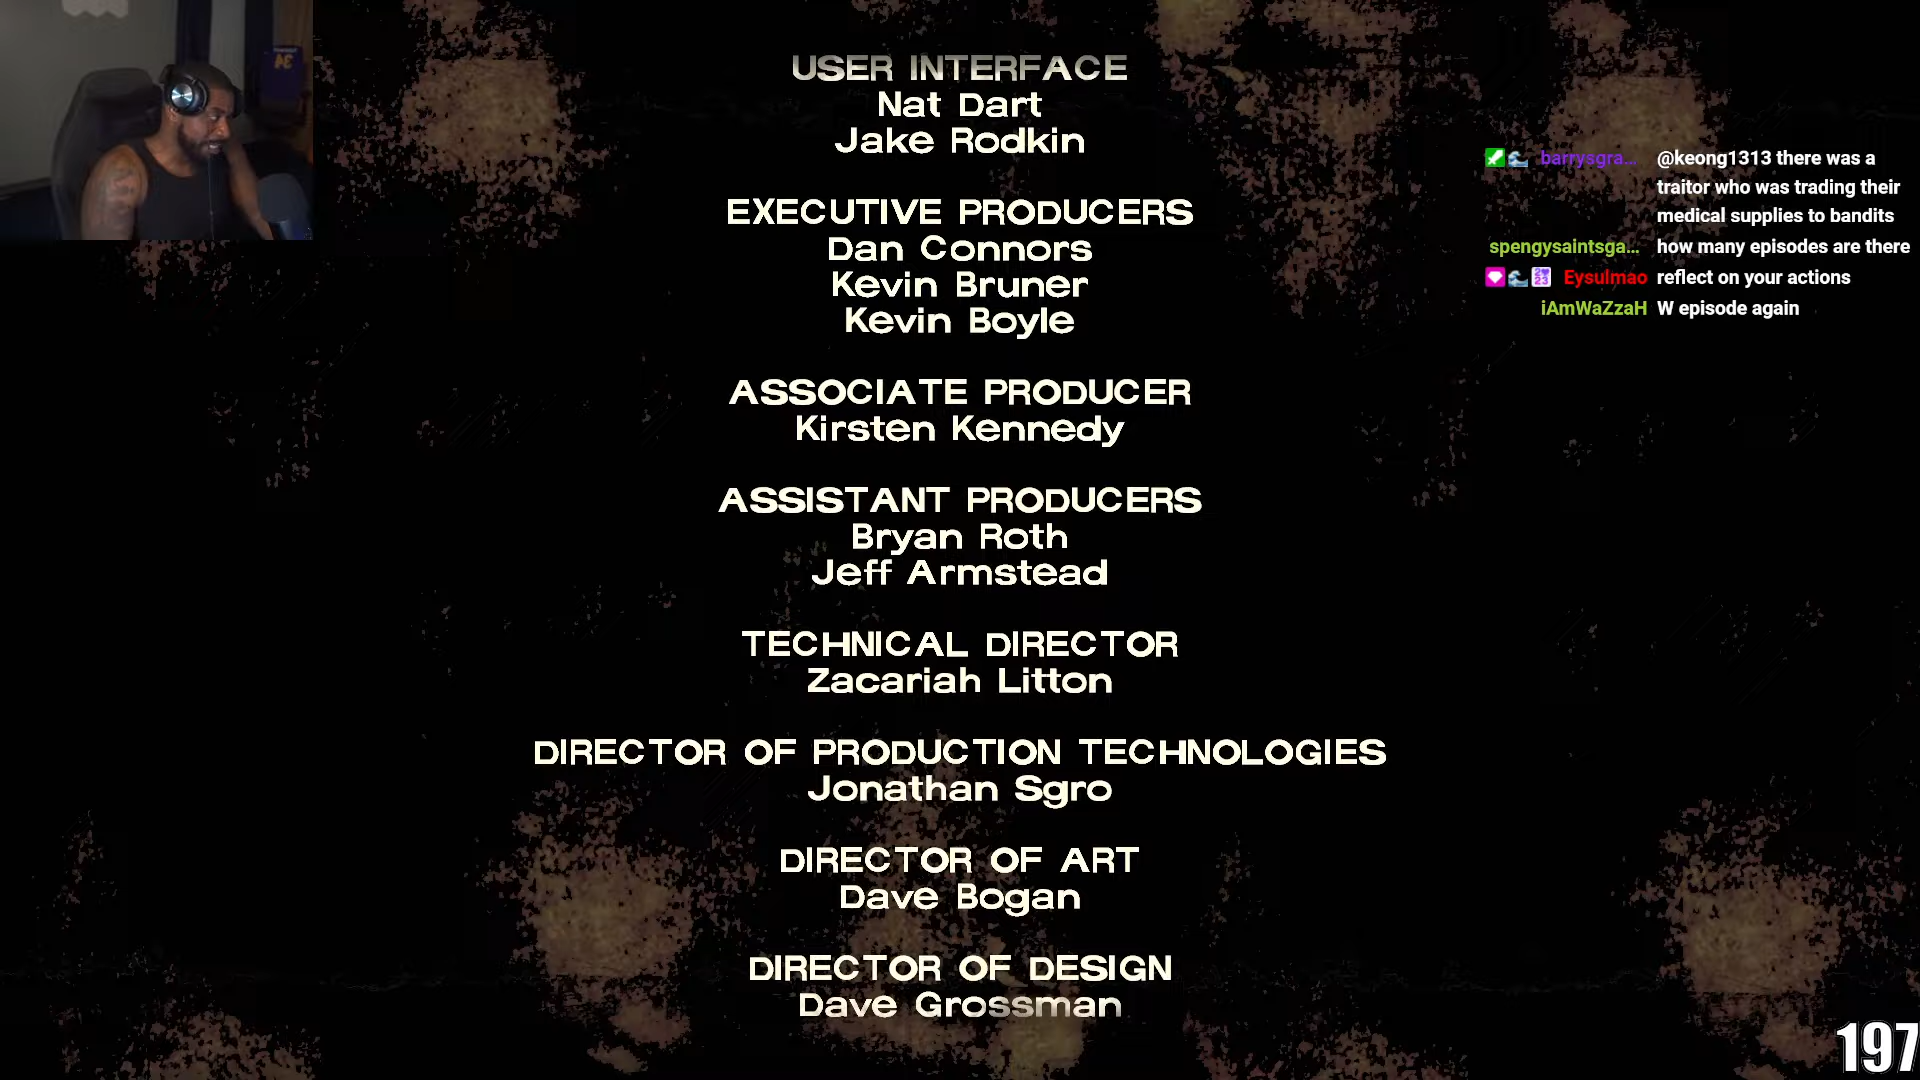 USER INTERFACE
Nat Dart
Jake Rodkin
EXECUTIVE PRODUCERS
Dan Connors
Kevin Bruner
Kevin Boyle
ASSOCIATE PRODUCER
Kirsten Kennedy
ASSISTANT PRODUCERS
Bryan Roth
Jeff Armstead
TECHNICAL DIRECTOR
Zacariah Litton
DIRECTOR OF PRODUCTION TECHNOLOGIES
Jonathan Sgro
DIRECTOR OF ART
Dave Bogan
DIRECTOR OF DESIGN
Dave Grossman
barrysgra... @keong1313 there was a
traitor who was trading their
medical supplies to bandits
spengysaintsga... how many episodes are there
Eysulmao reflect on your actions
iAmWaZzaH W episode again
34
197